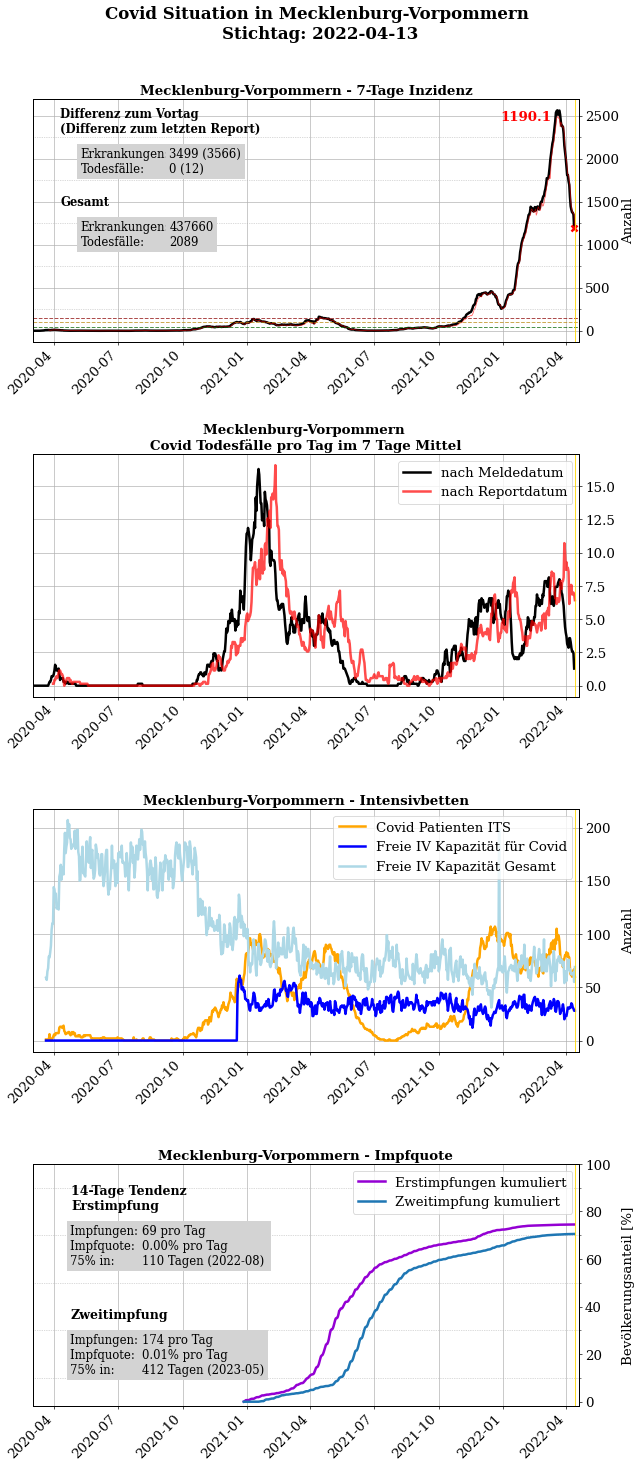 Covid Situation in Mecklenburg-Vorpommern
Stichtag: 2022-04-13
Mecklenburg-Vorpommern - 7-Tage Inzidenz
Differenz zum Vortag
(Differenz zum letzten Report)
Erkrankungen 3499 (3566)
Todesfälle: 0 (12)
Gesamt
Erkrankungen 437660
Todesfälle: 2089
1190.1
2500
2000
1500
1000
500
0
Anzahl
2020-04
2020-07
2020-10
2021-01
2021-04
2021-07
2021-10
2022-01
2022-04
Mecklenburg-Vorpommern
Covid Todesfälle pro Tag im 7 Tage Mittel
nach Meldedatum
nach Reportdatum
15.0
12.5
10.0
7.5
5.0
2.5
0.0
2020-04
2020-07
2020-10
2021-01
2021-04
2021-07
2021-10
2022-01
2022-04
Mecklenburg-Vorpommern - Intensivbetten
Covid Patienten ITS
Freie IV Kapazität für Covid
Freie IV Kapazität Gesamt
200
150
100
50
0
Anzahl
2020-04
2020-07
2020-10
2021-01
2021-04
2021-07
2021-10
2022-01
2022-04
Mecklenburg-Vorpommern - Impfquote
14-Tage Tendenz
Erstimpfung
Impfungen: 69 pro Tag
Impfquote: 0.00% pro Tag
75% in: 110 Tagen (2022-08)
Zweitimpfung
Impfungen: 174 pro Tag
Impfquote: 0.01% pro Tag
75% in: 412 Tagen (2023-05)
Erstimpfungen kumuliert
Zweitimpfung kumuliert
100
80
60
40
20
0
Bevölkerungsanteil [%]
2020-04
2020-07
2020-10
2021-01
2021-04
2021-07
2021-10
2022-01
2022-04